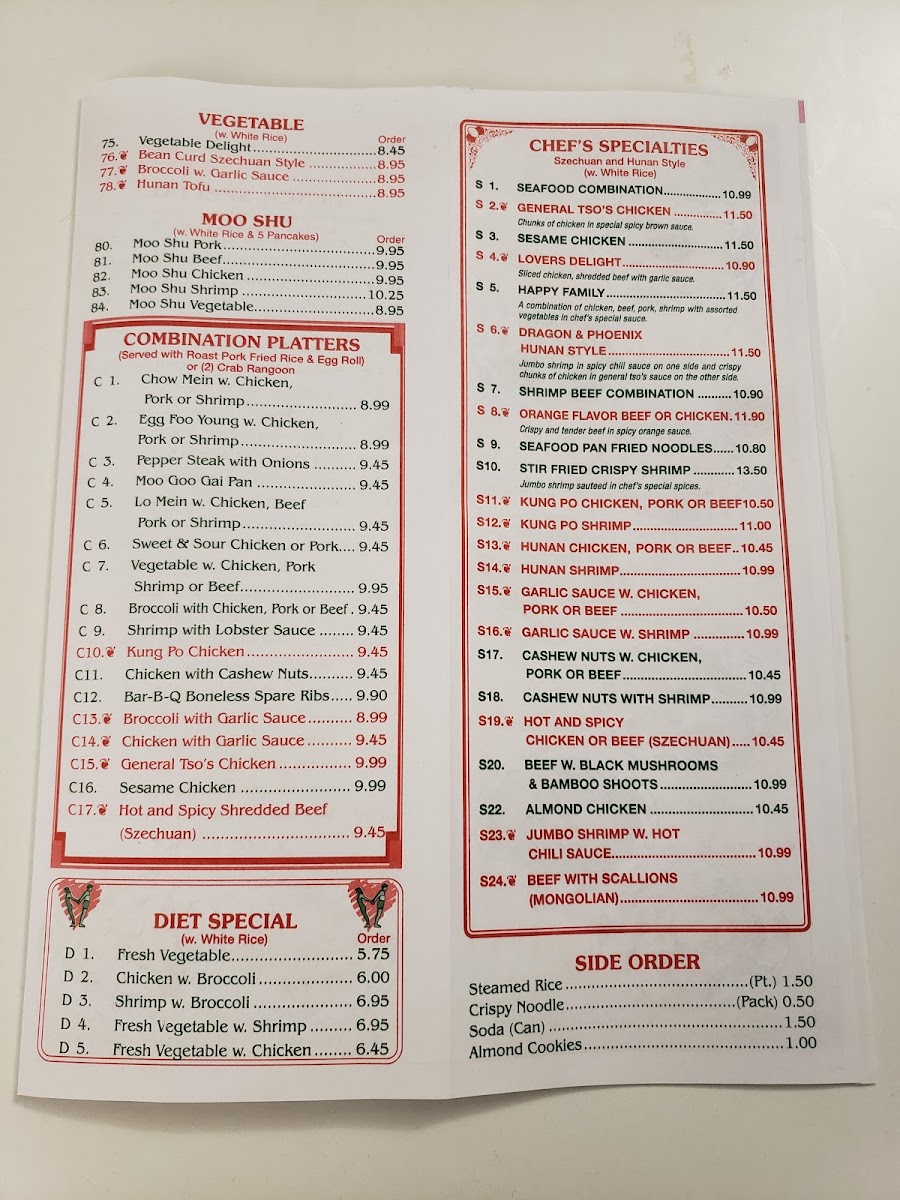 VEGETABLE
(w. White Rice) Order
75. Vegetable Delight..............................8.45
76. Bean Curd Szechuan Style .................8.95
77. Broccoli w. Garlic Sauce .....................8.95
78. Hunan Tofu .......................................8.95
MOO SHU
(w. White Rice & 5 Pancakes) Order
80. Moo Shu Pork...................................9.95
81. Moo Shu Beef...................................9.95
82. Moo Shu Chicken .............................9.95
83. Moo Shu Shrimp .............................10.25
84. Moo Shu Vegetable...........................8.95
COMBINATION PLATTERS
(Served with Roast Pork Fried Rice & Egg Roll)
or (2) Crab Rangoon
C 1. Chow Mein w. Chicken,
Pork or Shrimp......................... 8.99
C 2. Egg Foo Young w. Chicken,
Pork or Shrimp......................... 8.99
C 3. Pepper Steak with Onions ......... 9.45
C 4. Moo Goo Gai Pan .................... 9.45
C 5. Lo Mein w. Chicken, Beef
Pork or Shrimp......................... 9.45
C 6. Sweet & Sour Chicken or Pork.... 9.45
C 7. Vegetable w. Chicken, Pork
Shrimp or Beef......................... 9.95
C 8. Broccoli with Chicken, Pork or Beef . 9.45
C 9. Shrimp with Lobster Sauce ........ 9.45
C10. Kung Po Chicken...................... 9.45
C11. Chicken with Cashew Nuts......... 9.45
C12. Bar-B-Q Boneless Spare Ribs..... 9.90
C13. Broccoli with Garlic Sauce .......... 8.99
C14. Chicken with Garlic Sauce .......... 9.45
C15. General Tso's Chicken ................ 9.99
C16. Sesame Chicken ........................ 9.99
C17. Hot and Spicy Shredded Beef
(Szechuan) ................................ 9.45
DIET SPECIAL
(w. White Rice) Order
D 1. Fresh Vegetable......................... 5.75
D 2. Chicken w. Broccoli.................... 6.00
D 3. Shrimp w. Broccoli ..................... 6.95
D 4. Fresh Vegetable w. Shrimp ......... 6.95
D 5. Fresh Vegetable w. Chicken ........ 6.45
CHEF'S SPECIALTIES
Szechuan and Hunan Style
(w. White Rice)
S 1. SEAFOOD COMBINATION.................. 10.99
S 2. GENERAL TSO'S CHICKEN .............. 11.50
Chunks of chicken in special spicy brown sauce.
S 3. SESAME CHICKEN ............................ 11.50
S 4. LOVERS DELIGHT............................. 10.90
Sliced chicken, shredded beef with garlic sauce.
S 5. HAPPY FAMILY.................................. 11.50
A combination of chicken, beef, pork, shrimp with assorted
vegetables in chef's special sauce.
S 6. DRAGON & PHOENIX
HUNAN STYLE ................................... 11.50
Jumbo shrimp in spicy chili sauce on one side and crispy
chunks of chicken in general tso's sauce on the other side.
S 7. SHRIMP BEEF COMBINATION .......... 10.90
S 8. ORANGE FLAVOR BEEF OR CHICKEN. 11.90
Crispy and tender beef in spicy orange sauce.
S 9. SEAFOOD PAN FRIED NOODLES...... 10.80
S10. STIR FRIED CRISPY SHRIMP ............ 13.50
Jumbo shrimp sauteed in chef's special spices.
S11. KUNG PO CHICKEN, PORK OR BEEF10.50
S12. KUNG PO SHRIMP............................. 11.00
S13. HUNAN CHICKEN, PORK OR BEEF.. 10.45
S14. HUNAN SHRIMP................................ 10.99
S15. GARLIC SAUCE W. CHICKEN,
PORK OR BEEF ................................. 10.50
S16. GARLIC SAUCE W. SHRIMP .............. 10.99
S17. CASHEW NUTS W. CHICKEN,
PORK OR BEEF................................. 10.45
S18. CASHEW NUTS WITH SHRIMP.......... 10.99
S19. HOT AND SPICY
CHICKEN OR BEEF (SZECHUAN)..... 10.45
S20. BEEF W. BLACK MUSHROOMS
& BAMBOO SHOOTS ........................ 10.99
S22. ALMOND CHICKEN ........................... 10.45
S23. JUMBO SHRIMP W. HOT
CHILI SAUCE...................................... 10.99
S24. BEEF WITH SCALLIONS
(MONGOLIAN)..................................... 10.99
SIDE ORDER
Steamed Rice .....................................(Pt.) 1.50
Crispy Noodle...................................(Pack) 0.50
Soda (Can) ................................................1.50
Almond Cookies .........................................1.00